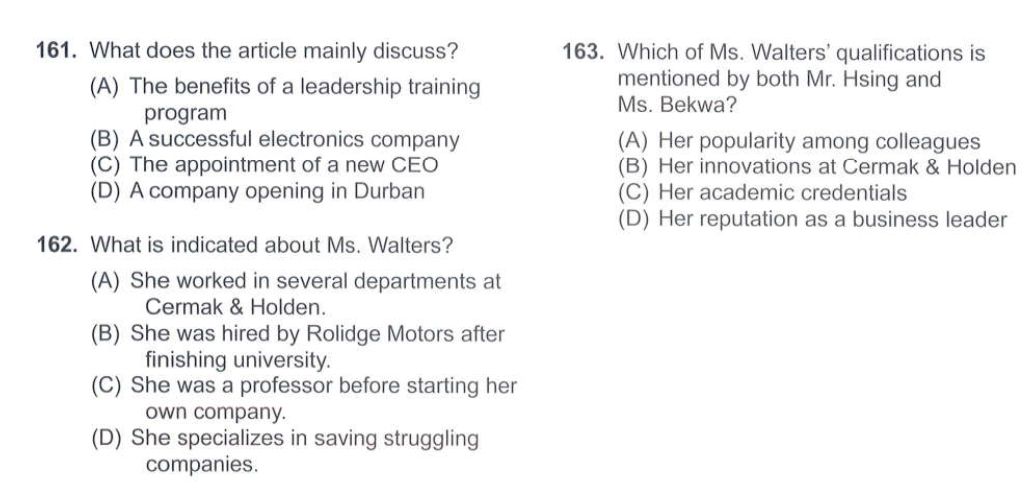 161. What does the article mainly discuss?
(A) The benefits of a leadership training
program
(B) A successful electronics company
(C) The appointment of a new CEO
(D) A company opening in Durban
162. What is indicated about Ms. Walters?
(A) She worked in several departments at
Cermak & Holden.
(B) She was hired by Rolidge Motors after
finishing university.
(C) She was a professor before starting her
own company.
(D) She specializes in saving struggling
companies.
163. Which of Ms. Walters' qualifications is
mentioned by both Mr. Hsing and
Ms. Bekwa?
(A) Her popularity among colleagues
(B) Her innovations at Cermak & Holden
(C) Her academic credentials
(D) Her reputation as a business leader